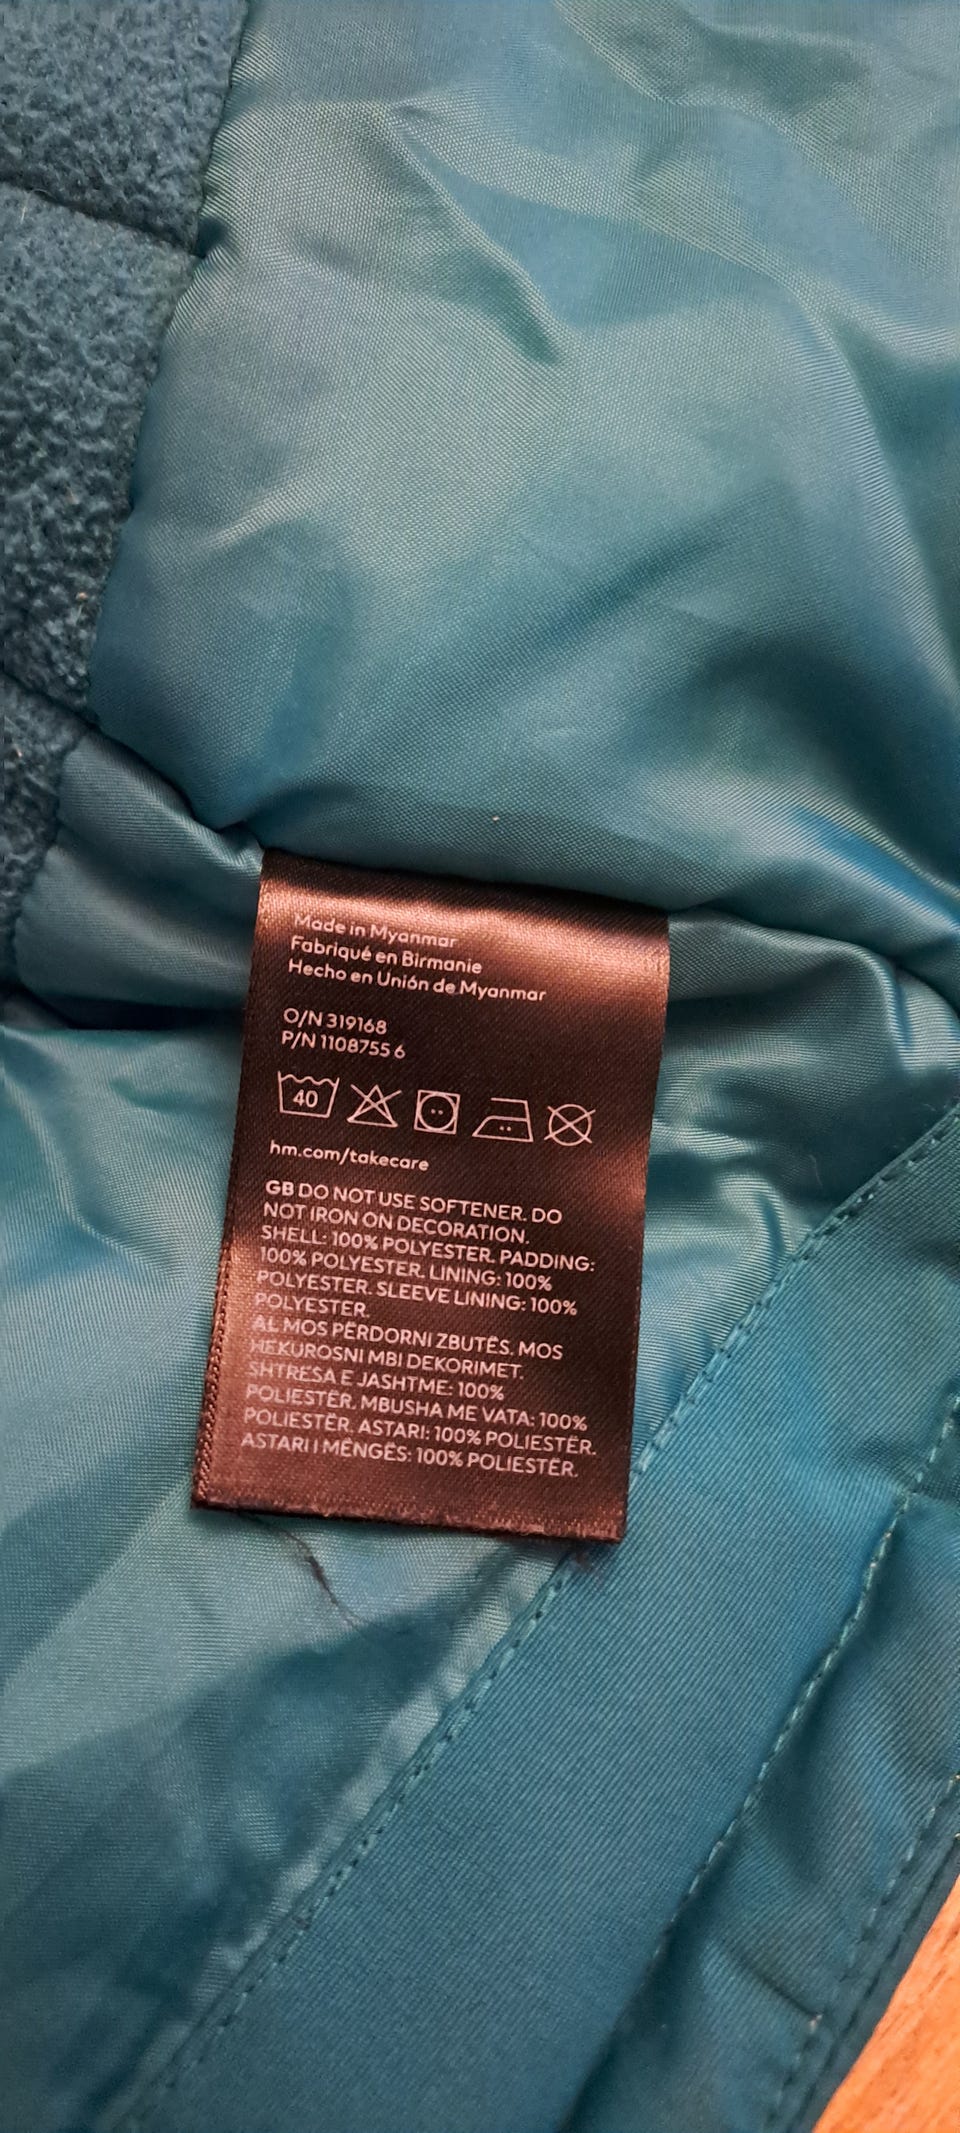 Made in Myanmar
Fabriqué en Birmanie
Hecho en Unión de Myanmar
O/N 319168
P/N 1108755 6
40
hm.com/takecare
GB DO NOT USE SOFTENER. DO
NOT IRON ON DECORATION.
SHELL: 100% POLYESTER. PADDING:
100% POLYESTER. LINING: 100%
POLYESTER. SLEEVE LINING: 100%
POLYESTER.
AL MOS PËRDORNI ZBUTËS. MOS
HEKUROSNI MBI DEKORIMET.
SHTRESA E JASHTME: 100%
POLIESTËR. MBUSHA ME VATA: 100%
POLIESTËR. ASTARI: 100% POLIESTËR.
ASTARI I MËNGËS: 100% POLIESTËR.